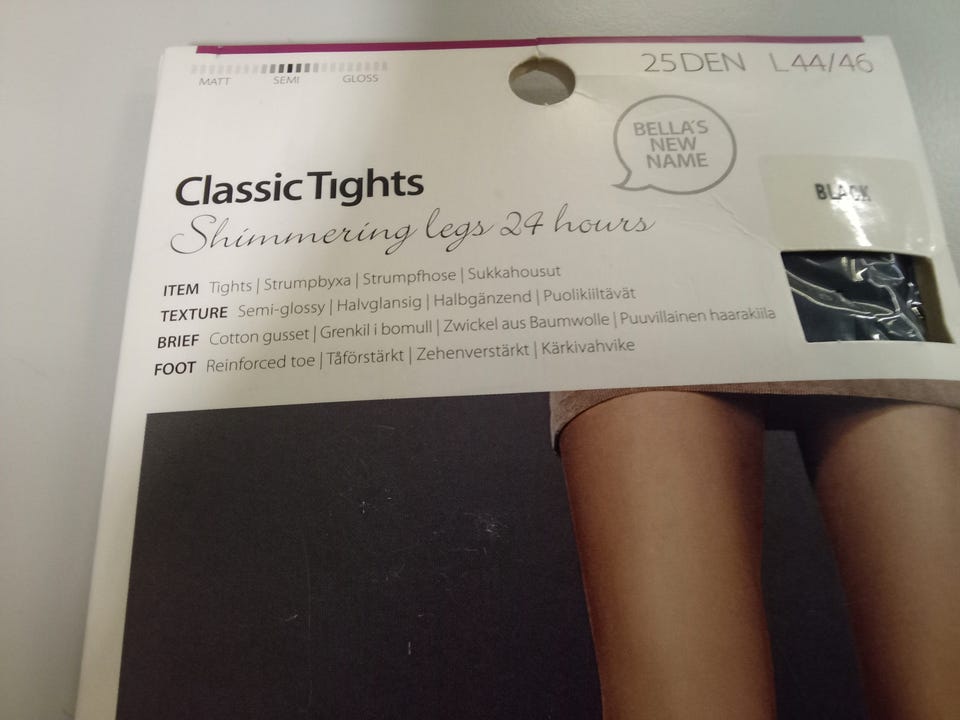 25DEN L 44/46
MATT SEMI GLOSS
BELLA'S
NEW
NAME
BLACK
Classic Tights
Shimmering legs 24 hours
ITEM Tights | Strumpbyxa | Strumpfhose | Sukkahousut
TEXTURE Semi-glossy | Halvglansig | Halbgänzend | Puolikiiltävät
BRIEF Cotton gusset | Grenkil i bomull | Zwickel aus Baumwolle | Puuvillainen haarakiila
FOOT Reinforced toe | Tåförstärkt | Zehenverstärkt | Kärkivahvike